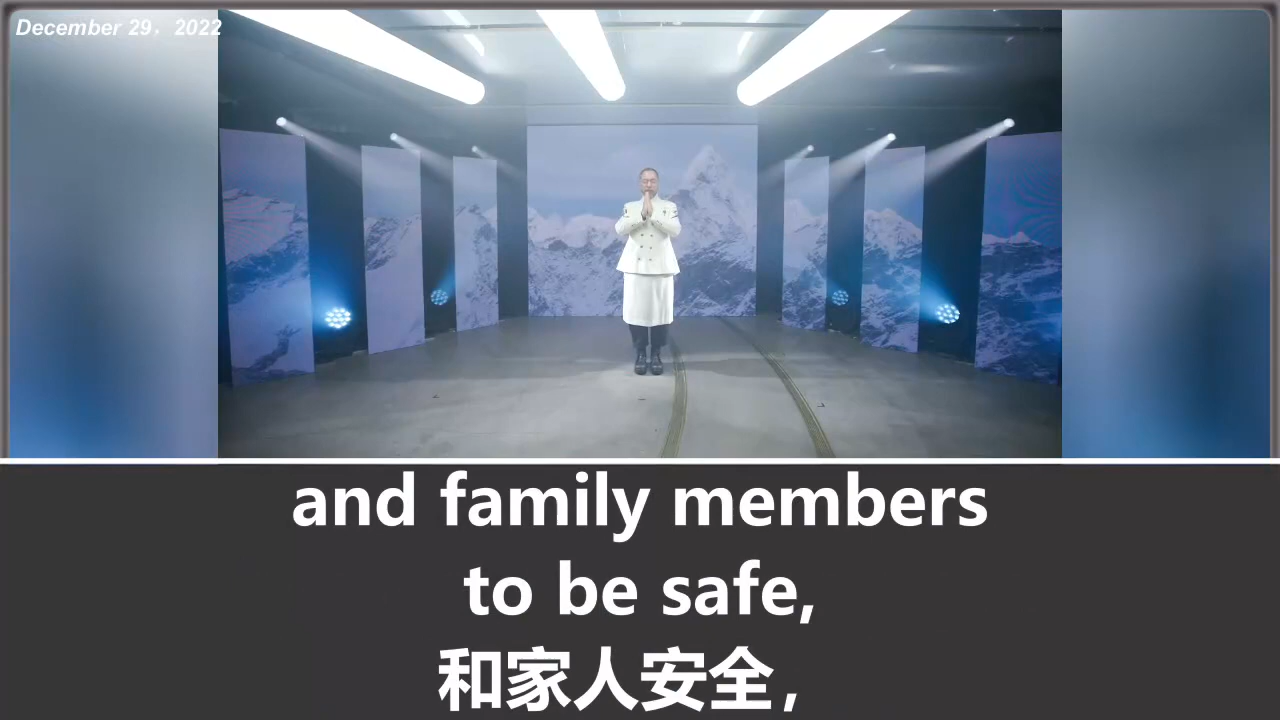 December 29，2022
and family members
to be safe,
和家人安全，